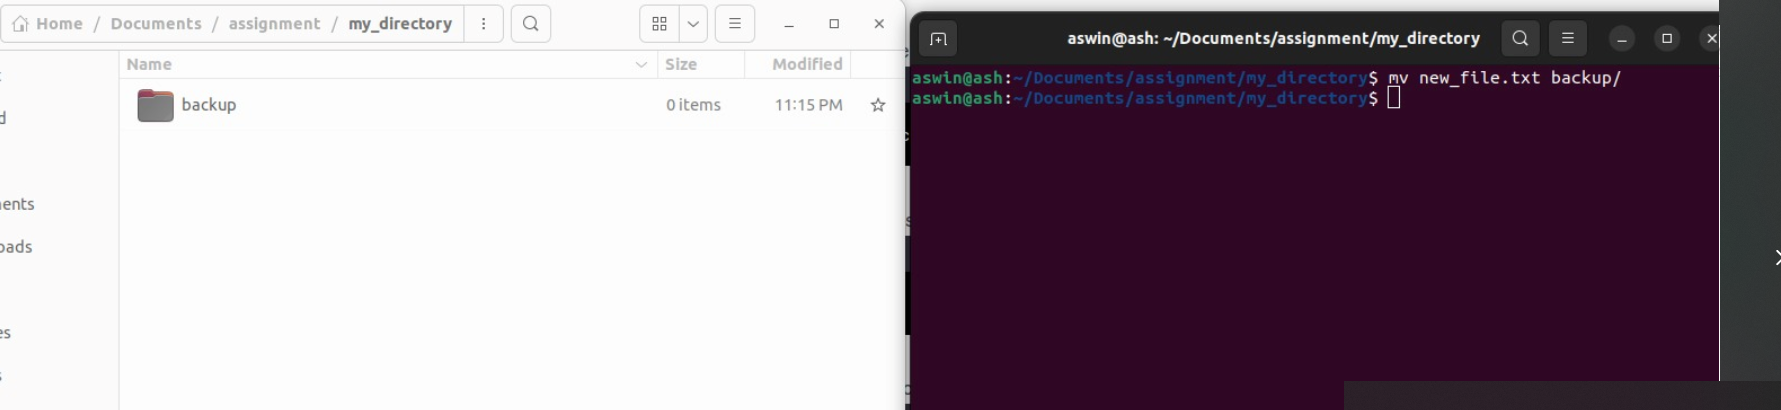 Home / Documents / assignment / my_directory
Name Size Modified
backup 0 items 11:15 PM
ents
oads
es
s
aswin@ash: ~/Documents/assignment/my_directory
aswin@ash:~/Documents/assignment/my_directory$ mv new_file.txt backup/
aswin@ash:~/Documents/assignment/my_directory$